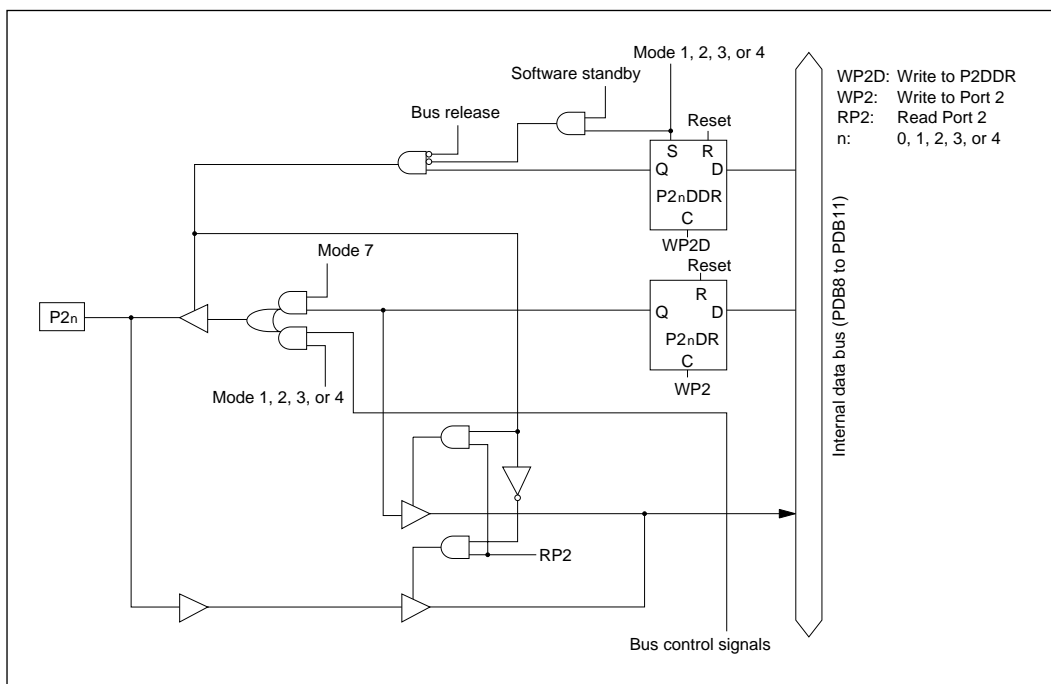 Mode 1, 2, 3, or 4
Software standby
Bus release
Reset
S R
Q D
P2nDDR
C
WP2D
WP2D: Write to P2DDR
WP2: Write to Port 2
RP2: Read Port 2
n: 0, 1, 2, 3, or 4
Mode 7
Reset
R
P2n
Q D
P2nDR
C
WP2
Mode 1, 2, 3, or 4
Internal data bus (PDB8 to PDB11)
RP2
Bus control signals